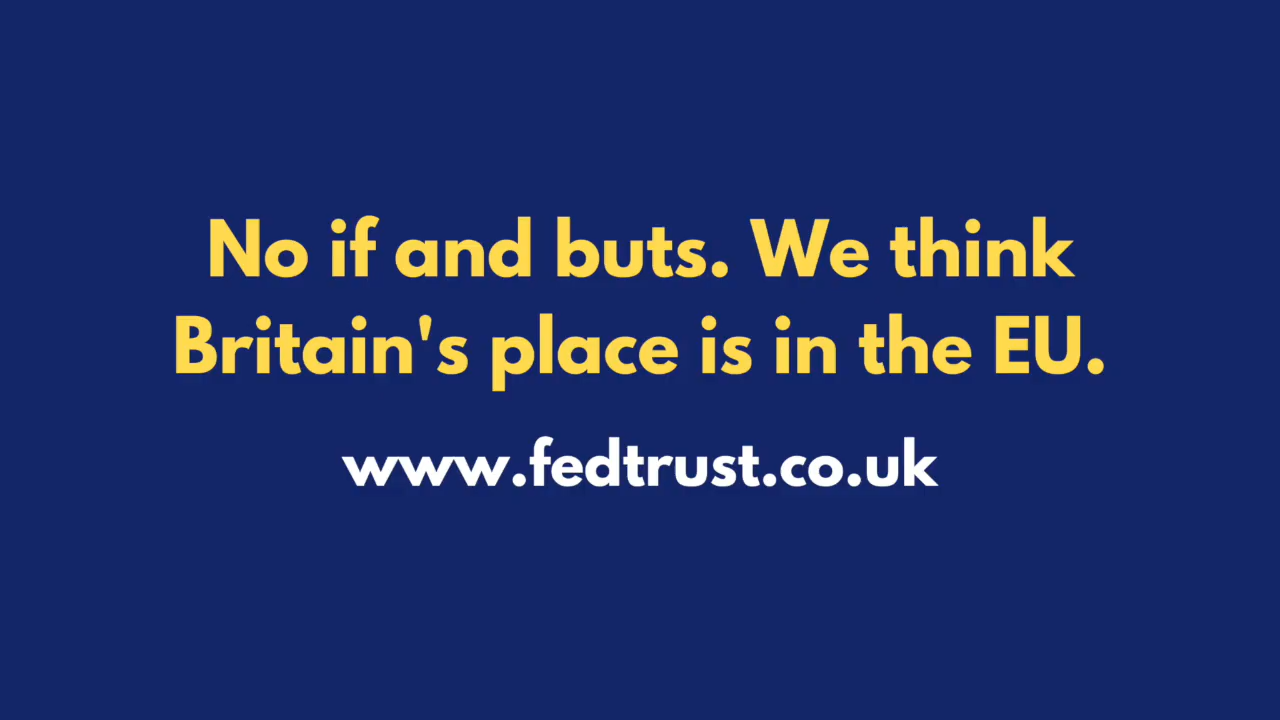 No if and buts. We think
Britain's place is in the EU.
www.fedtrust.co.uk